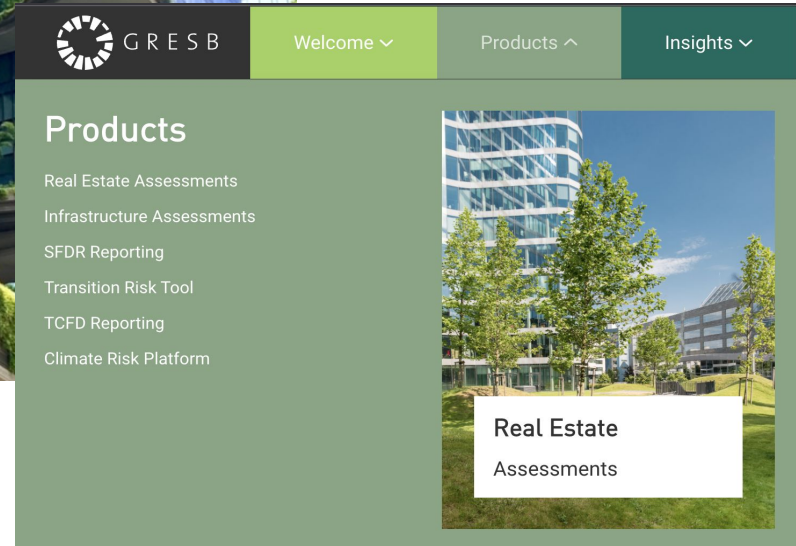 GRESB
Welcome
Products
Insights
Products
Real Estate Assessments
Infrastructure Assessments
SFDR Reporting
Transition Risk Tool
TCFD Reporting
Climate Risk Platform
Real Estate
Assessments